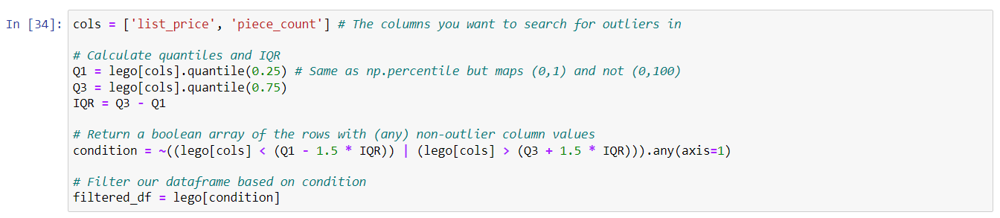 In [34]: cols = ['list_price', 'piece_count'] # The columns you want to search for outliers in
# Calculate quantiles and IQR
Q1 = lego[cols].quantile(0.25) # Same as np.percentile but maps (0,1) and not (0,100)
Q3 = lego[cols].quantile(0.75)
IQR = Q3 - Q1
# Return a boolean array of the rows with (any) non-outlier column values
condition = ~((lego[cols] < (Q1 - 1.5 * IQR)) | (lego[cols] > (Q3 + 1.5 * IQR))).any(axis=1)
# Filter our dataframe based on condition
filtered_df = lego[condition]